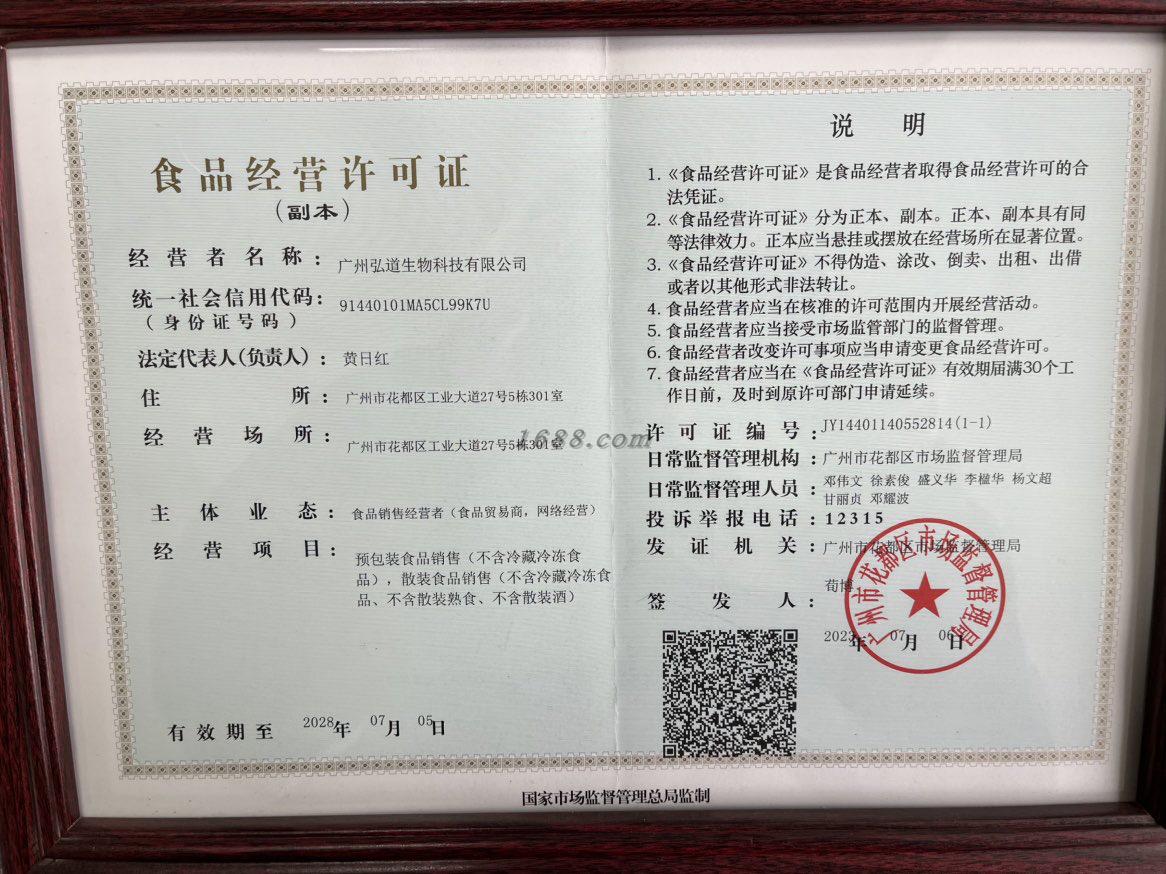 食品经营许可证
（副本）
经营者名称：广州弘道生物科技有限公司
统一社会信用代码：91440101MA5CL99K7U
（身份证号码）
法定代表人(负责人)：黄日红
住所：广州市花都区工业大道27号5栋301室
经营场所：广州市花都区工业大道27号5栋301室
主体业态：食品销售经营者（食品贸易商，网络经营）
经营项目：预包装食品销售（不含冷藏冷冻食
品），散装食品销售（不含冷藏冷冻食
品、不含散装熟食、不含散装酒）
有效期至 2028年07月05日
说明
1.《食品经营许可证》是食品经营者取得食品经营许可的合
法凭证。
2.《食品经营许可证》分为正本、副本。正本、副本具有同
等法律效力。正本应当悬挂或摆放在经营场所在显著位置。
3.《食品经营许可证》不得伪造、涂改、倒卖、出租、出借
或者以其他形式非法转让。
4.食品经营者应当在核准的许可范围内开展经营活动。
5.食品经营者应当接受市场监管部门的监督管理。
6.食品经营者改变许可事项应当申请变更食品经营许可。
7.食品经营者应当在《食品经营许可证》有效期届满30个工
作日前，及时到原许可部门申请延续。
许可证编号：JY14401140552814(1-1)
日常监督管理机构：广州市花都区市场监督管理局
日常监督管理人员：邓伟文 徐素俊 盛义华 李楹华 杨文超
甘丽贞 邓耀波
投诉举报电话：12315
发证机关：广州市花都区市场监督管理局
签发人：荀博
2023年07月06日
广州市花都区市场监督管理局
国家市场监督管理总局监制
1688.com